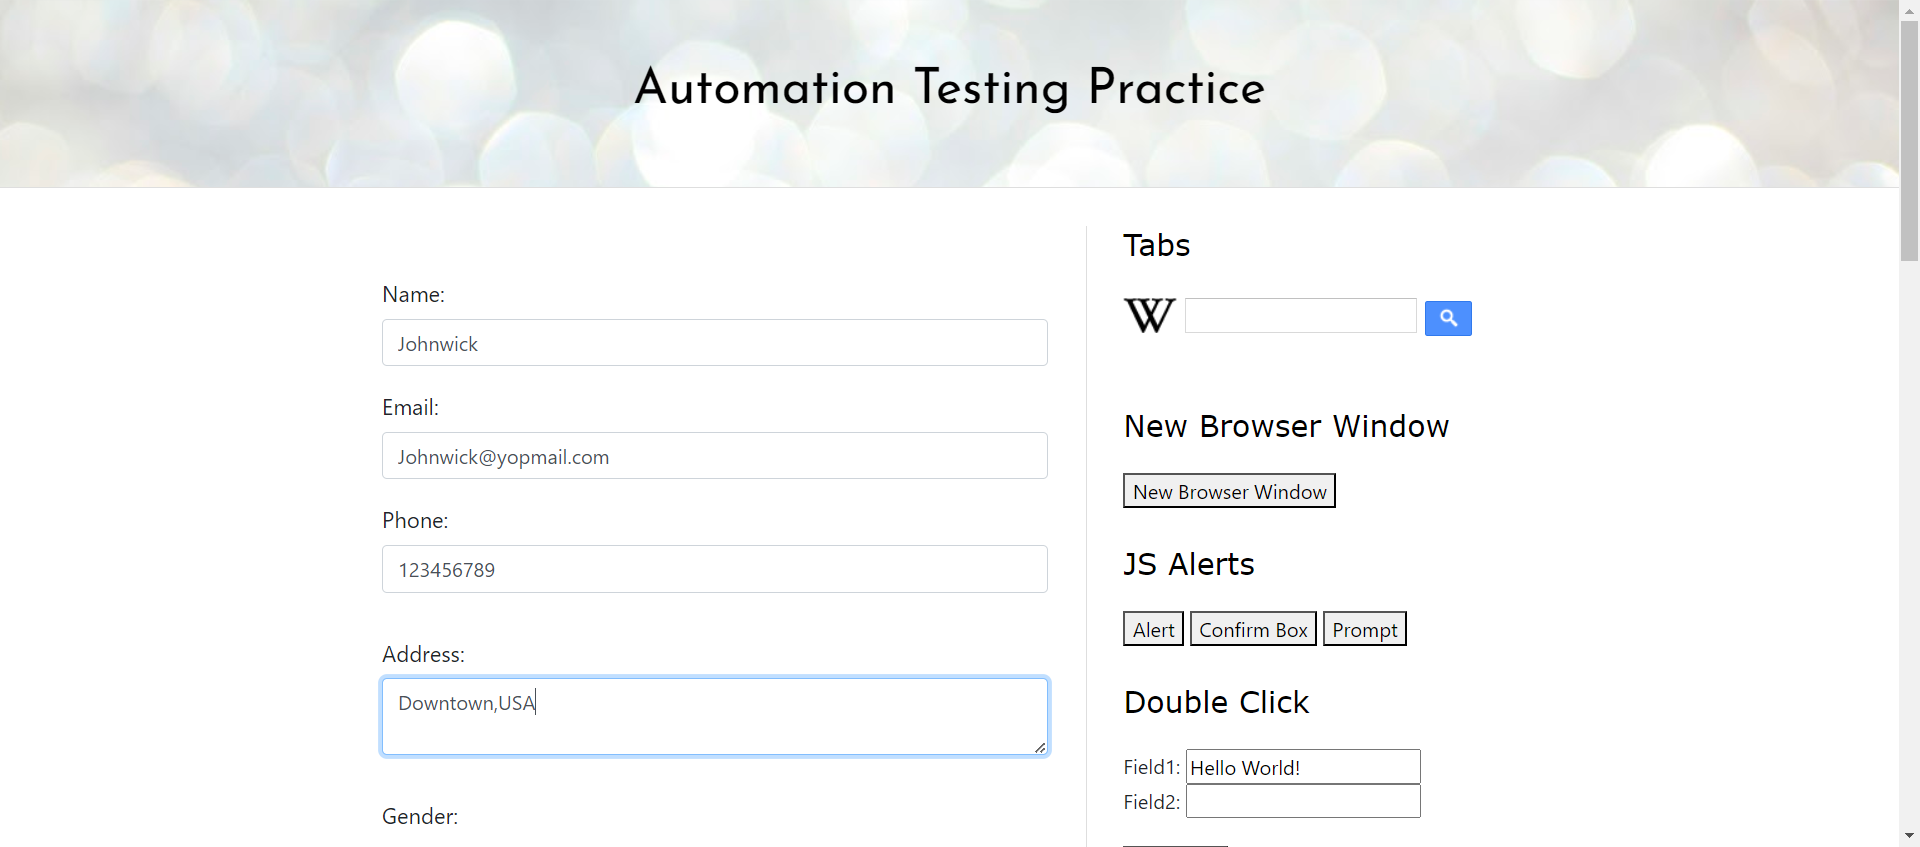 Automation Testing Practice
Name:
Johnwick
Email:
Johnwick@yopmail.com
Phone:
123456789
Address:
Downtown,USA
Gender:
Tabs
W
New Browser Window
New Browser Window
JS Alerts
Alert Confirm Box Prompt
Double Click
Field1: Hello World!
Field2: